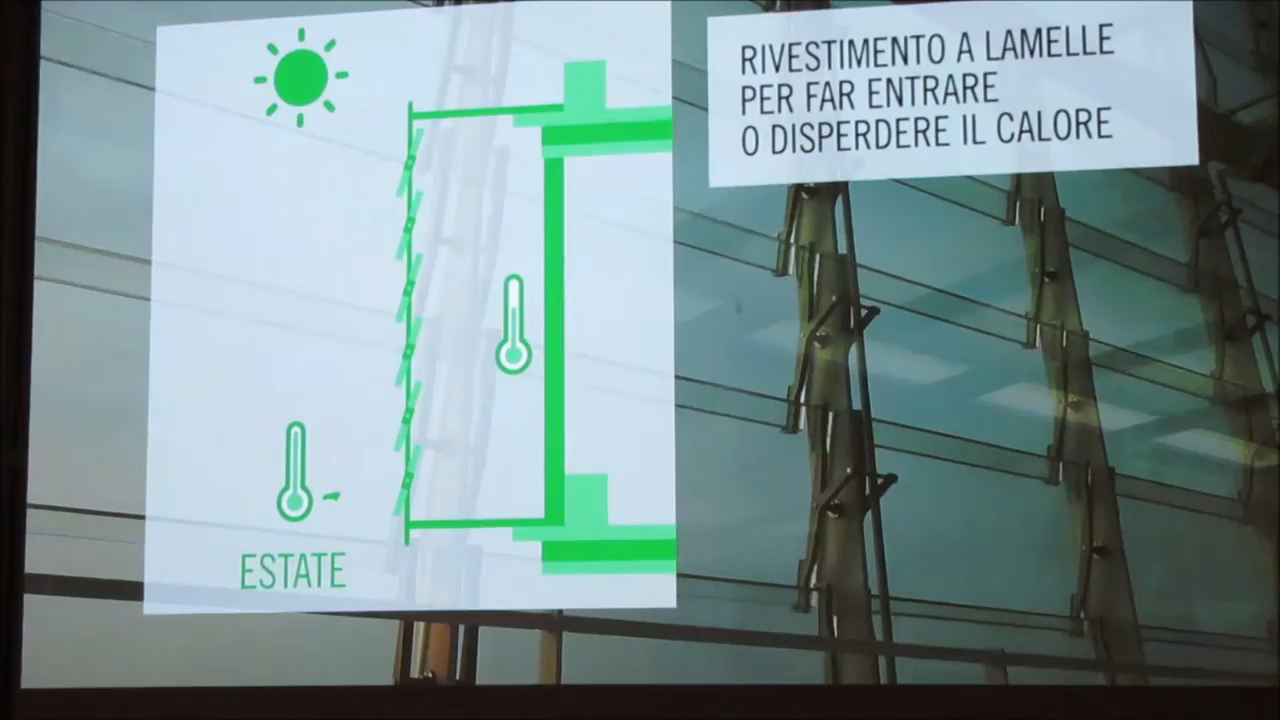 RIVESTIMENTO A LAMELLE
PER FAR ENTRARE
O DISPERDERE IL CALORE
ESTATE